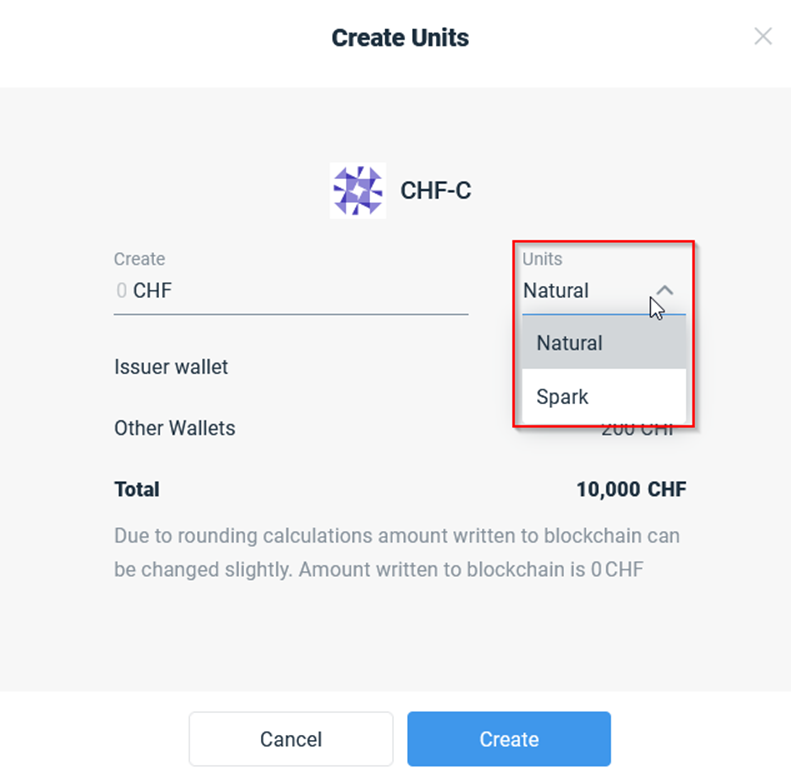 Create Units
CHF-C
Create
Units
0 CHF
Natural
Natural
Issuer wallet
Spark
Other Wallets
200 CHF
Total
10,000 CHF
Due to rounding calculations amount written to blockchain can
be changed slightly. Amount written to blockchain is 0 CHF
Cancel
Create